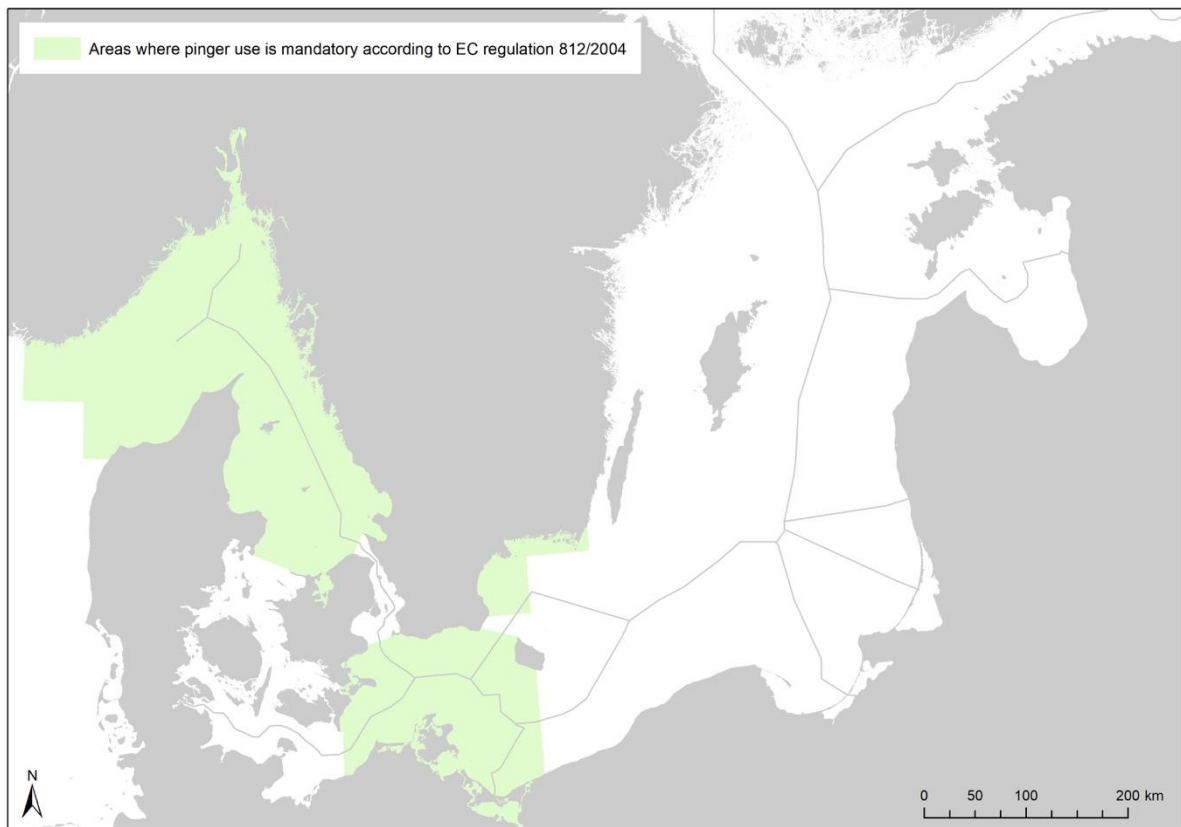 Areas where pinger use is mandatory according to EC regulation 812/2004
N
0 50 100 200 km